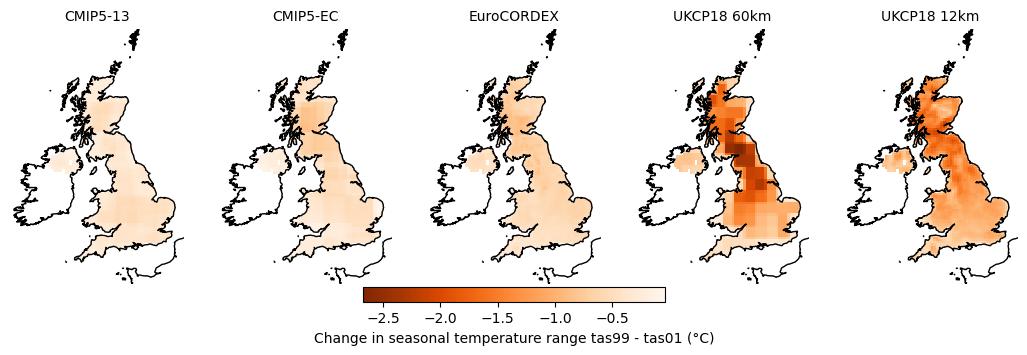 CMIP5-13
CMIP5-EC
EuroCORDEX
UKCP18 60km
UKCP18 12km
−2.5 −2.0 −1.5 −1.0 −0.5
Change in seasonal temperature range tas99 - tas01 (°C)